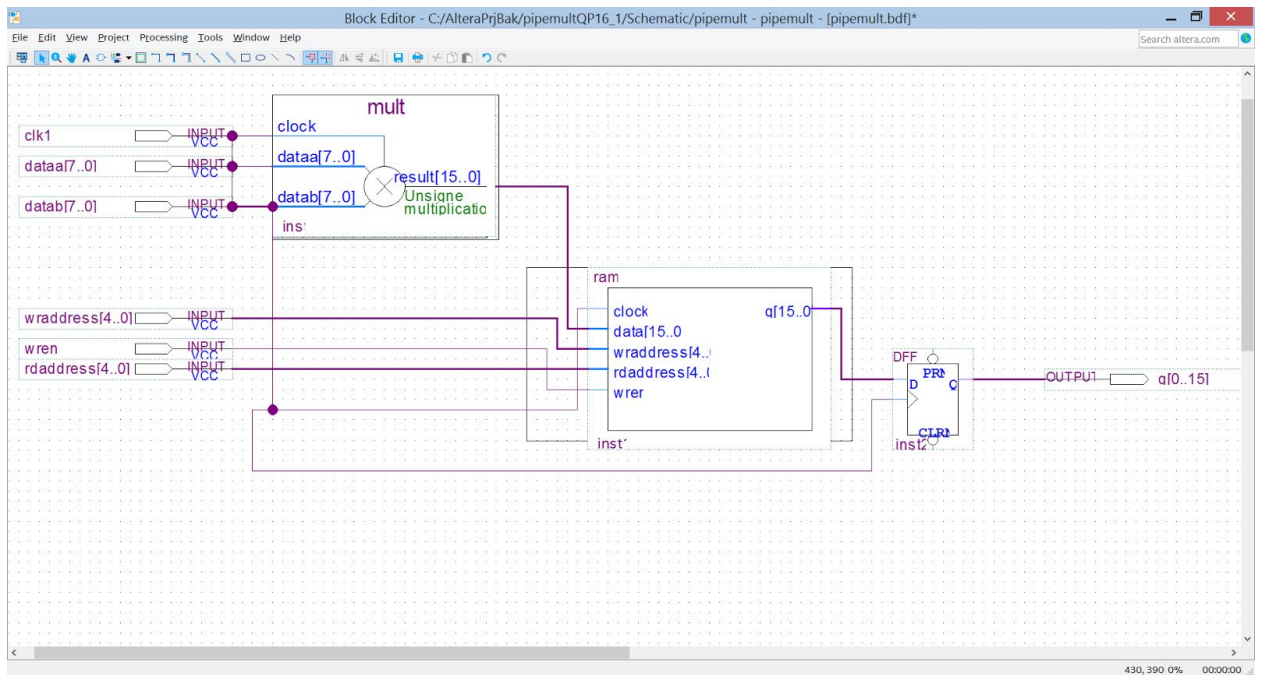 Block Editor - C:/AlteraPrjBak/pipemultQP16_1/Schematic/pipemult - pipemult - [pipemult.bdf]*
File Edit View Project Processing Tools Window Help
Search altera.com
mult
clk1
INPUT
VCC
clock
dataa[7..0]
INPUT
VCC
dataa[7..0]
result[15..0]
datab[7..0]
INPUT
VCC
datab[7..0]
Unsigne
multiplicatio
ins
ram
wraddress[4..0]
INPUT
VCC
clock
q[15..0
data[15..0
wren
INPUT
VCC
wraddress[4..
rdaddress[4..0]
INPUT
VCC
rdaddress[4..(
wrer
inst
DFF
PRN
D
Q
CLRN
inst2
OUTPUT
q[0..15]
430, 390 0% 00:00:00